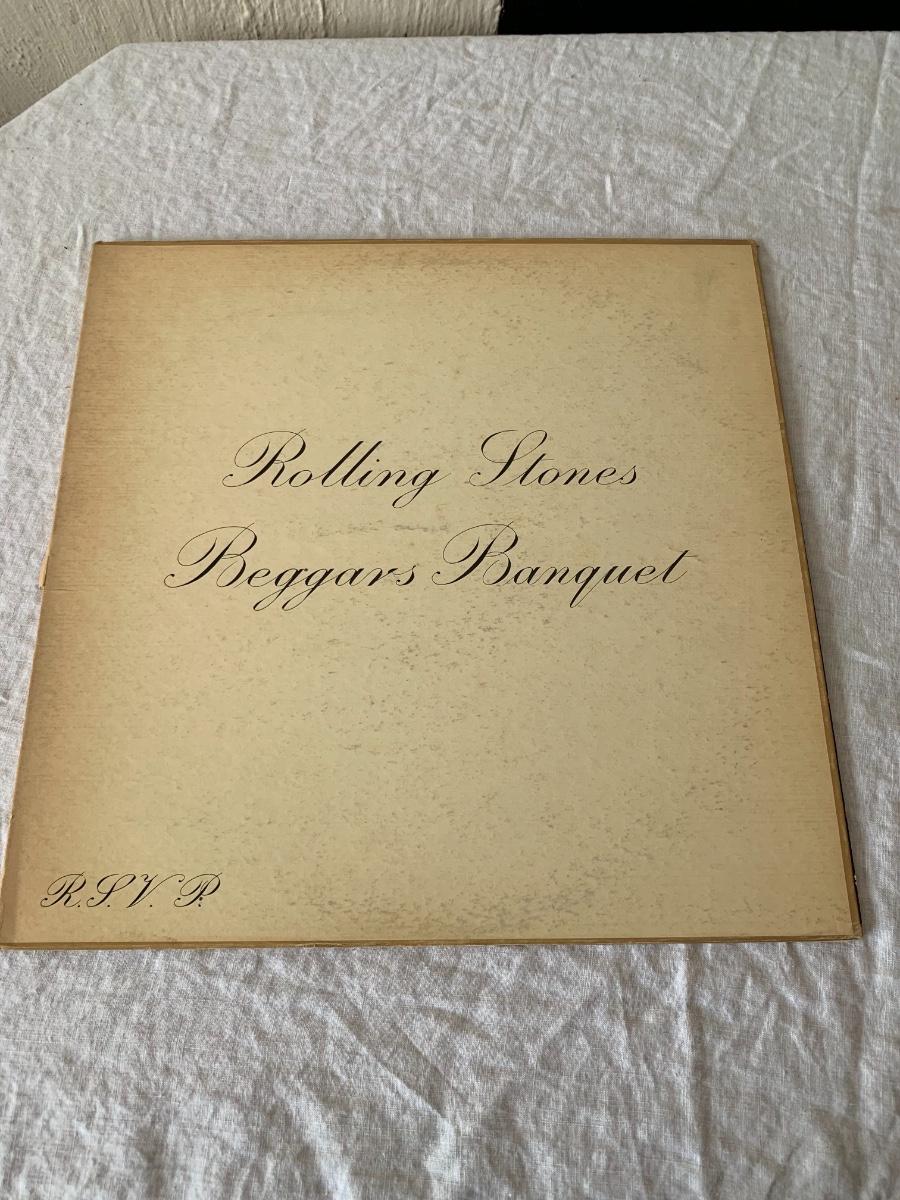 Rolling Stones
Beggars Banquet
R.S.V.P.